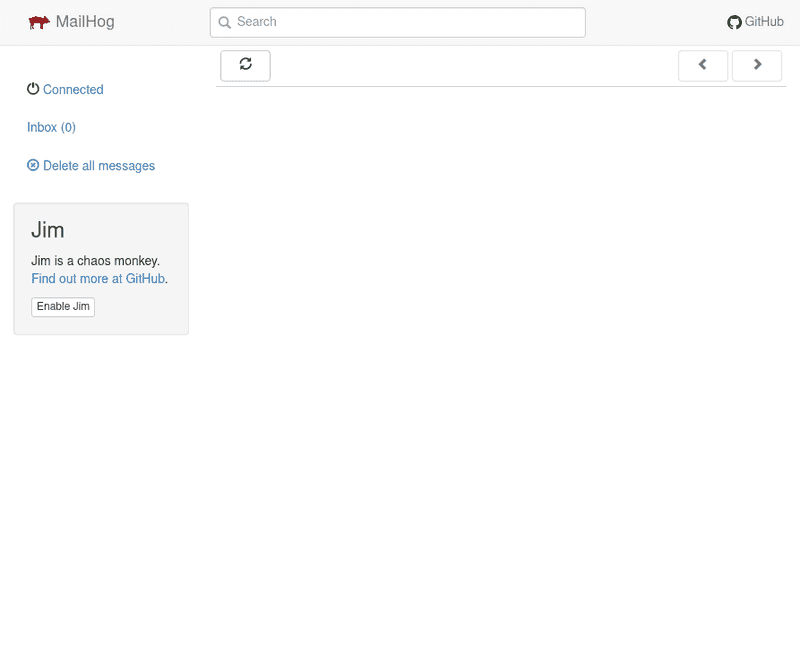 MailHog
Search
GitHub
Connected
Inbox (0)
Delete all messages
Jim
Jim is a chaos monkey.
Find out more at GitHub.
Enable Jim